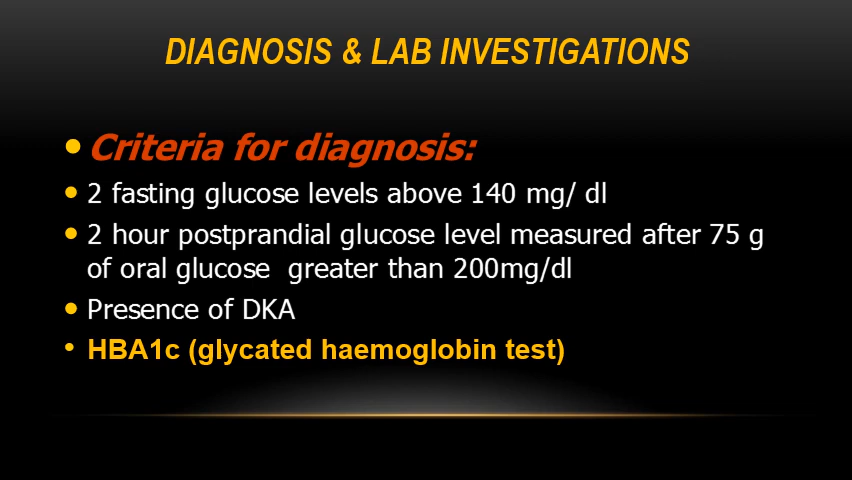 DIAGNOSIS & LAB INVESTIGATIONS
• Criteria for diagnosis:
• 2 fasting glucose levels above 140 mg/ dl
• 2 hour postprandial glucose level measured after 75 g
of oral glucose  greater than 200mg/dl
• Presence of DKA
• HBA1c (glycated haemoglobin test)